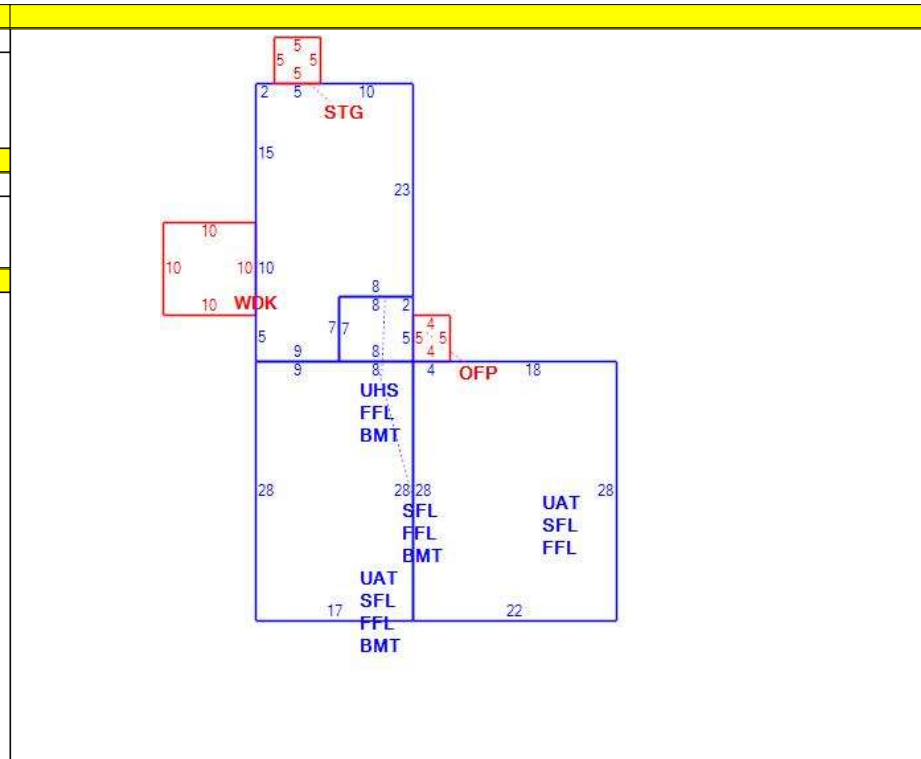 5
5 5
5
2 5 10
STG
15
23
10
10 10 10
8
10 WDK 8 2
4
5 7 7 5 5 5
9 8 4
9 8 4 OFP 18
UHS
FFL
BMT
28 28 28 28
SFL
FFL
BMT
UAT
SFL
FFL
UAT
SFL
FFL
BMT
17 22